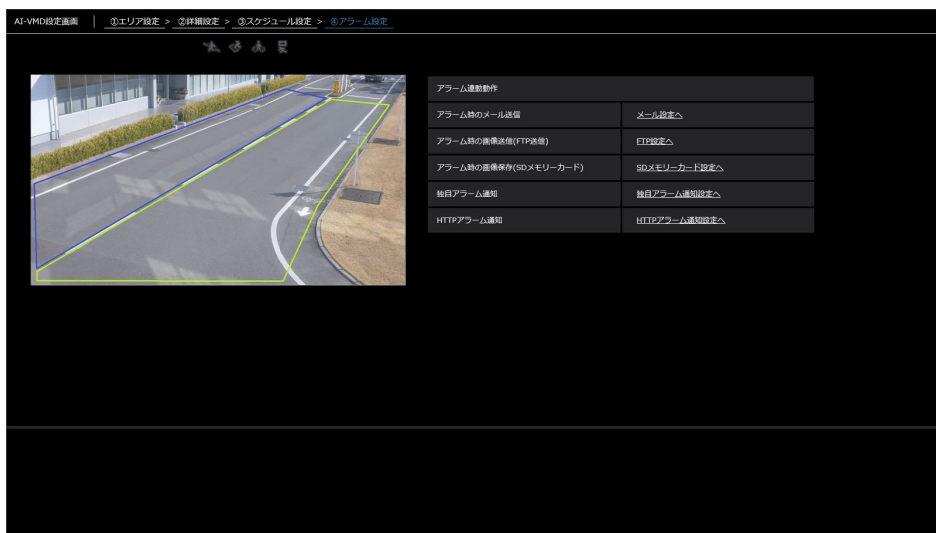 AI-VMD設定画面 | ①エリア設定 > ②詳細設定 > ③スケジュール設定 > ④アラーム設定
アラーム連動動作
アラーム時のメール送信 メール設定へ
アラーム時の画像送信(FTP送信) FTP設定へ
アラーム時の画像保存(SDメモリーカード) SDメモリーカード設定へ
独自アラーム通知 独自アラーム通知設定へ
HTTPアラーム通知 HTTPアラーム通知設定へ